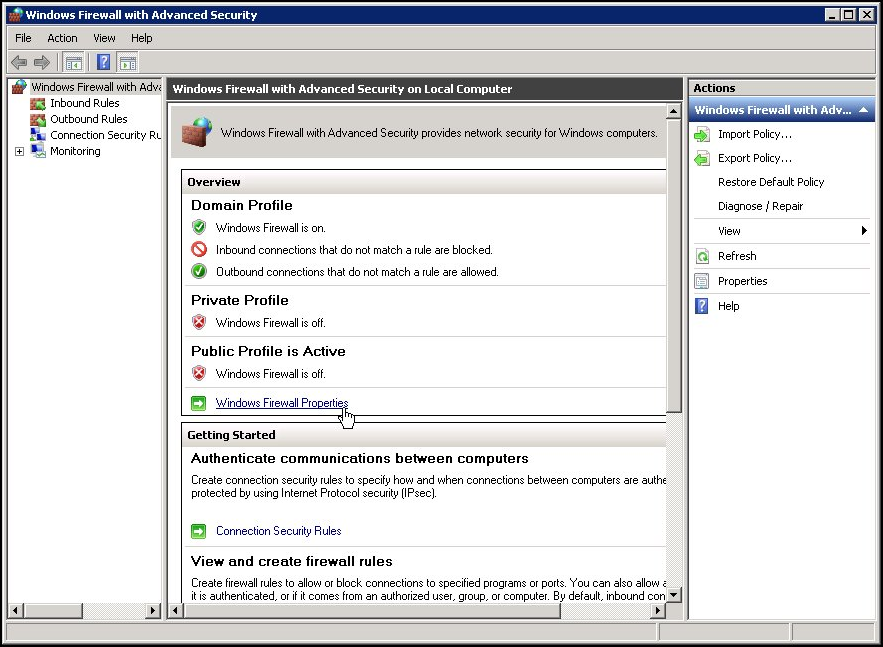 Windows Firewall with Advanced Security
File Action View Help
Windows Firewall with Adva
Inbound Rules
Outbound Rules
Connection Security Ru
Monitoring
Windows Firewall with Advanced Security on Local Computer
Windows Firewall with Advanced Security provides network security for Windows computers.
Overview
Domain Profile
Windows Firewall is on.
Inbound connections that do not match a rule are blocked.
Outbound connections that do not match a rule are allowed.
Private Profile
Windows Firewall is off.
Public Profile is Active
Windows Firewall is off.
Windows Firewall Properties
Getting Started
Authenticate communications between computers
Create connection security rules to specify how and when connections between computers are authe
protected by using Internet Protocol security (IPsec).
Connection Security Rules
View and create firewall rules
Create firewall rules to allow or block connections to specified programs or ports. You can also allow a
it is authenticated, or if it comes from an authorized user, group, or computer. By default, inbound con
Actions
Windows Firewall with Adv...
Import Policy...
Export Policy...
Restore Default Policy
Diagnose / Repair
View
Refresh
Properties
Help